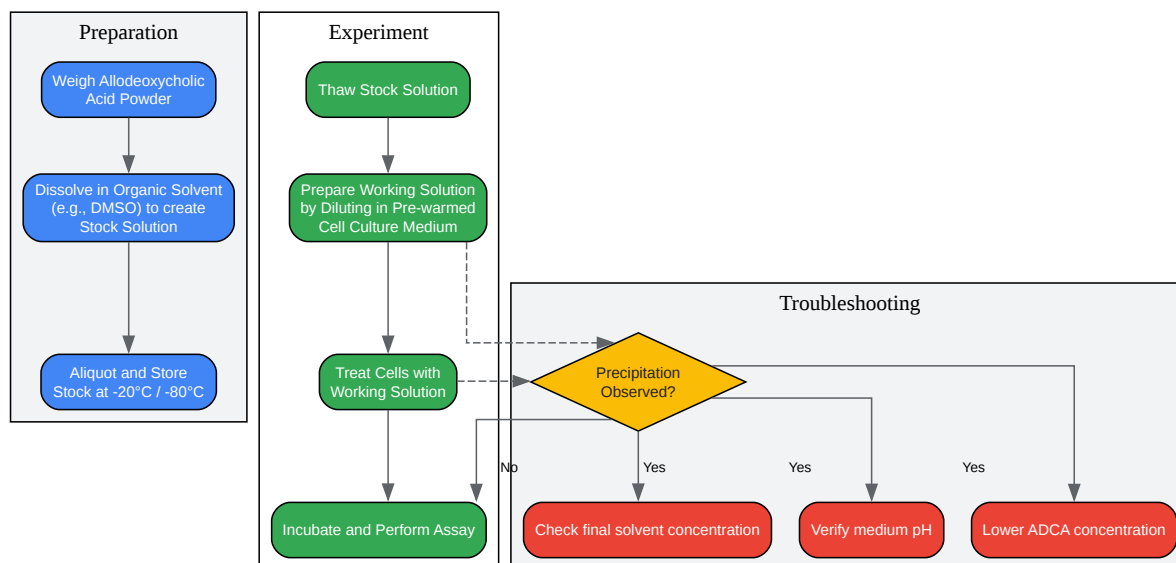 Preparation
Weigh Allodeoxycholic
Acid Powder
Dissolve in Organic Solvent
(e.g., DMSO) to create
Stock Solution
Aliquot and Store
Stock at -20°C / -80°C
Experiment
Thaw Stock Solution
Prepare Working Solution
by Diluting in Pre-warmed
Cell Culture Medium
Treat Cells with
Working Solution
Incubate and Perform Assay
Troubleshooting
Precipitation
Observed?
No
Yes
Yes
Yes
Check final solvent concentration
Verify medium pH
Lower ADCA concentration